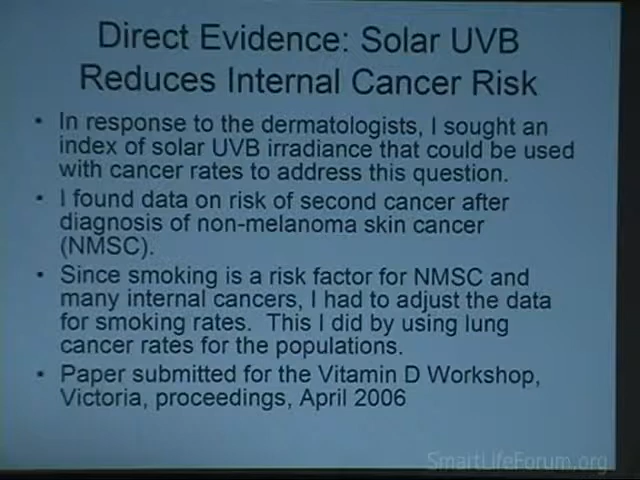 Direct Evidence: Solar UVB
Reduces Internal Cancer Risk
• In response to the dermatologists, I sought an
index of solar UVB irradiance that could be used
with cancer rates to address this question.
• I found data on risk of second cancer after
diagnosis of non-melanoma skin cancer
(NMSC).
• Since smoking is a risk factor for NMSC and
many internal cancers, I had to adjust the data
for smoking rates.  This I did by using lung
cancer rates for the populations.
• Paper submitted for the Vitamin D Workshop,
Victoria, proceedings, April 2006
SmartLifeForum.org